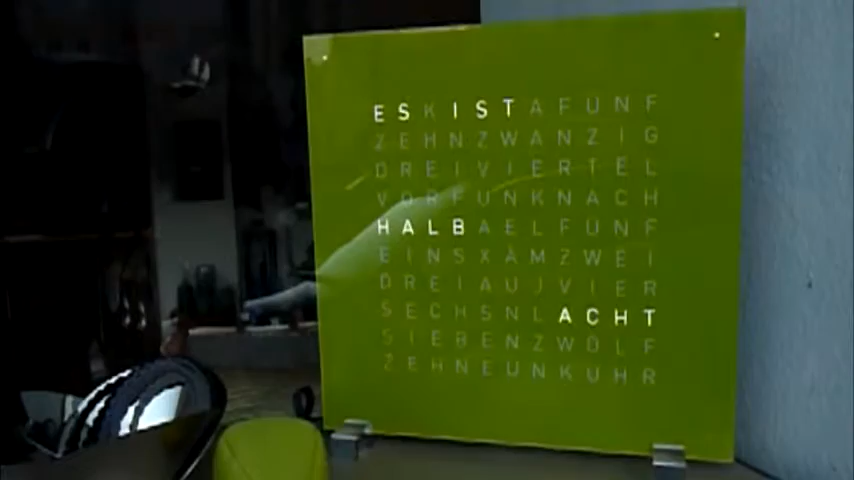 ESKISTAFÜNF
ZEHNZWANZIG
DREIVIERTEL
VORFUNKNACH
HALBAELFÜNF
EINSXÄMZWEI
DREIAUJVIER
SECHSNLACHT
SIEBENZWÖLF
ZEHNEUNKUHR